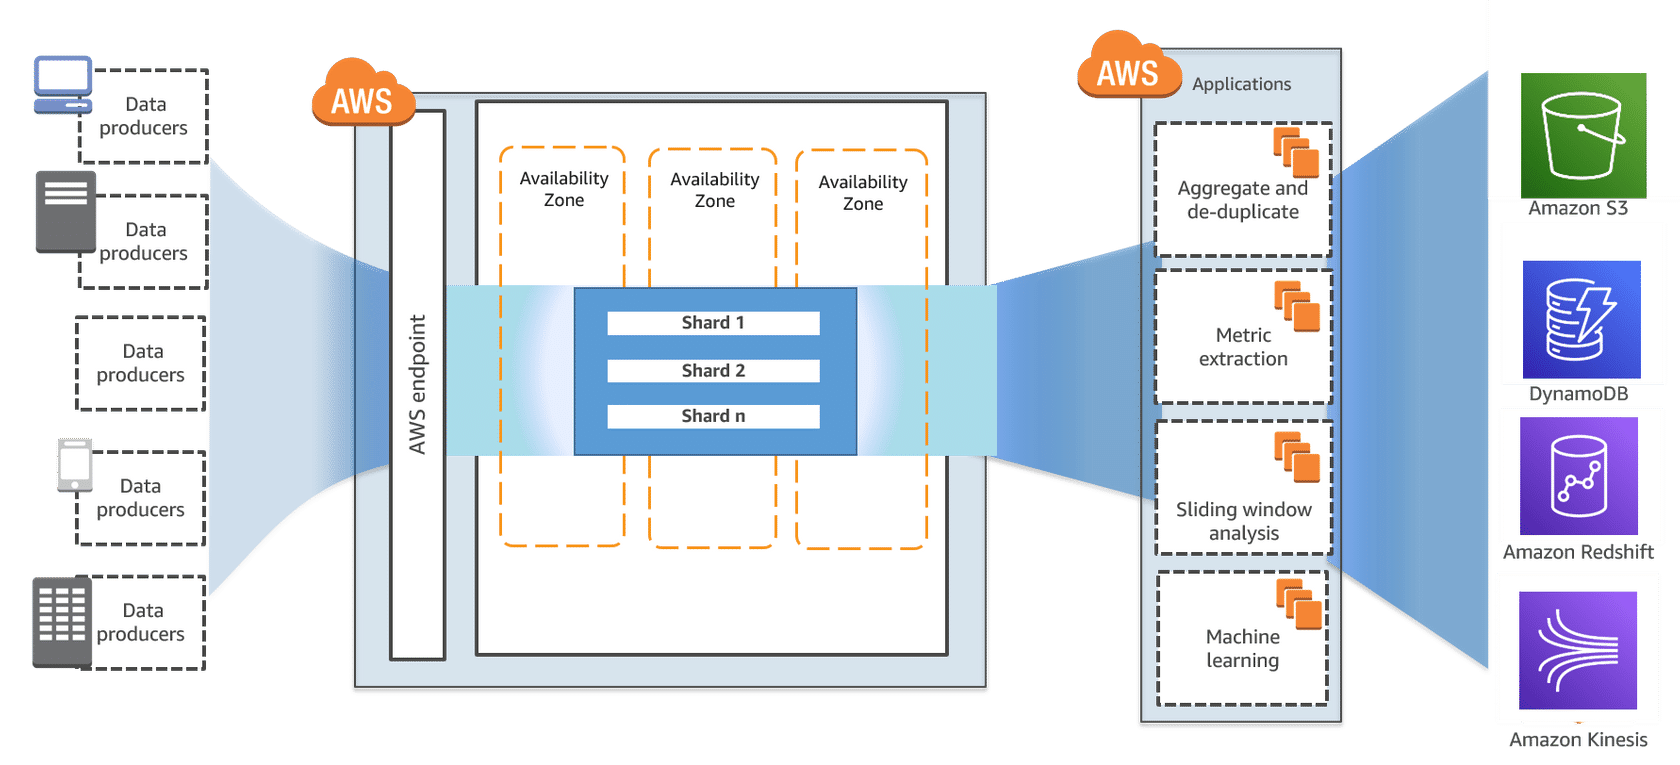 Data
producers
Data
producers
Data
producers
Data
producers
Data
producers
AWS
AWS endpoint
Availability
Zone
Availability
Zone
Availability
Zone
Shard 1
Shard 2
Shard n
AWS
Applications
Aggregate and
de-duplicate
Metric
extraction
Sliding window
analysis
Machine
learning
Amazon S3
DynamoDB
Amazon Redshift
Amazon Kinesis